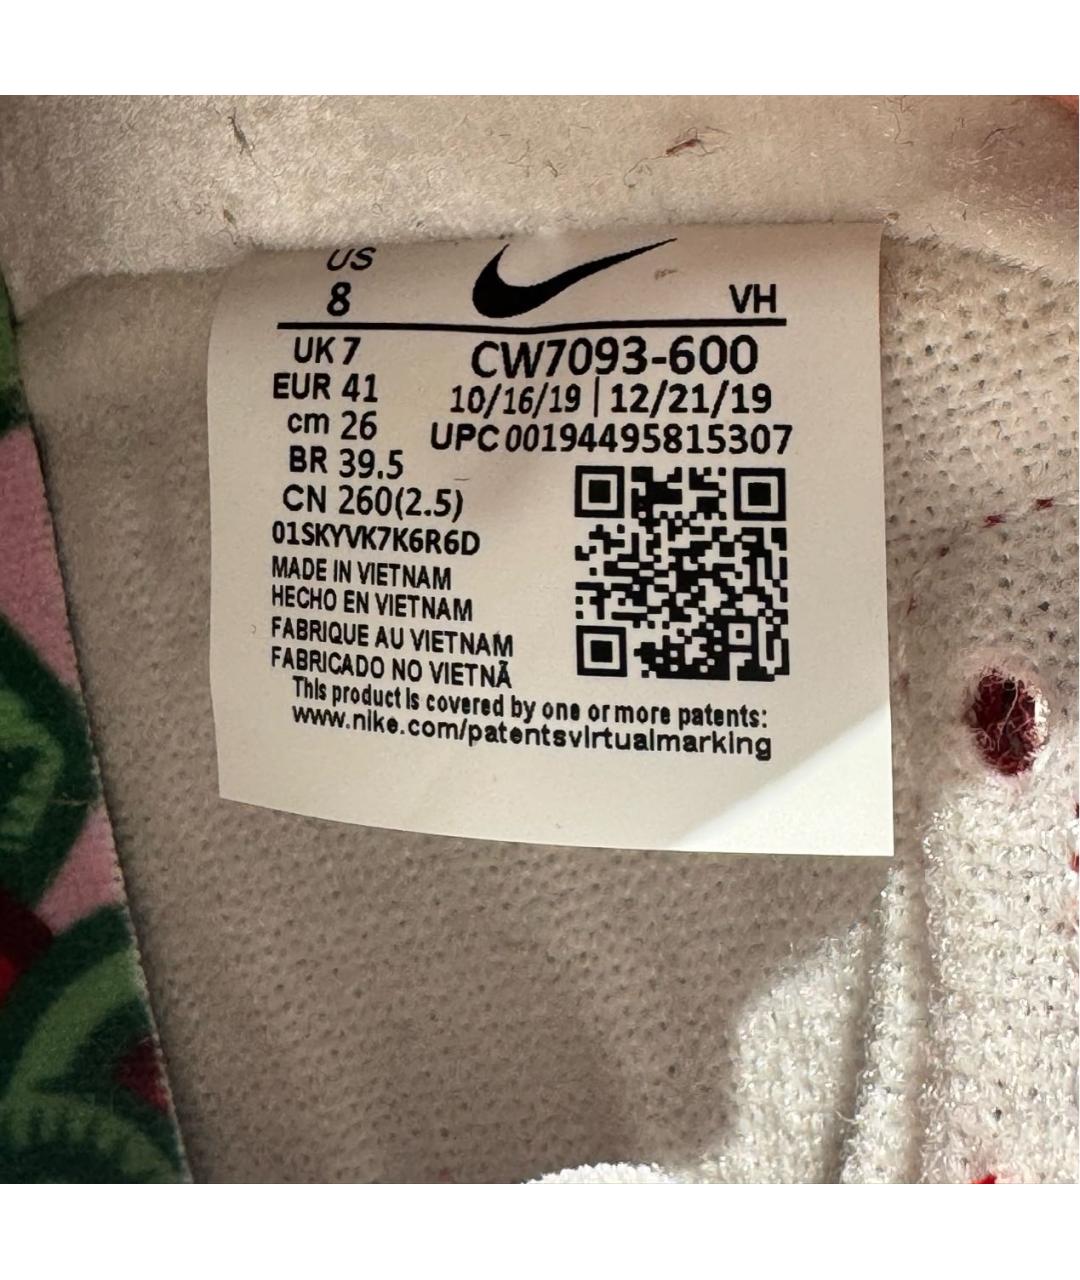 US
8
VH
UK 7
CW7093-600
EUR 41
10/16/19 | 12/21/19
cm 26
UPC 00194495815307
BR 39.5
CN 260(2.5)
01SKYVK7K6R6D
MADE IN VIETNAM
HECHO EN VIETNAM
FABRIQUE AU VIETNAM
FABRICADO NO VIETNÃ
This product is covered by one or more patents:
www.nike.com/patentsvirtualmarking